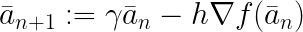 ā_{n+1} := γā_n − h∇f(ā_n)